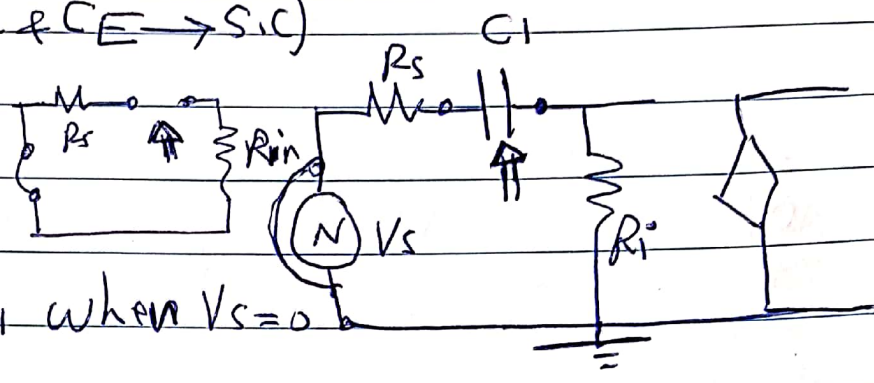 & CE → S.C)
C1
Rs
Rs
Rin
Vs
Ri
when Vs=0